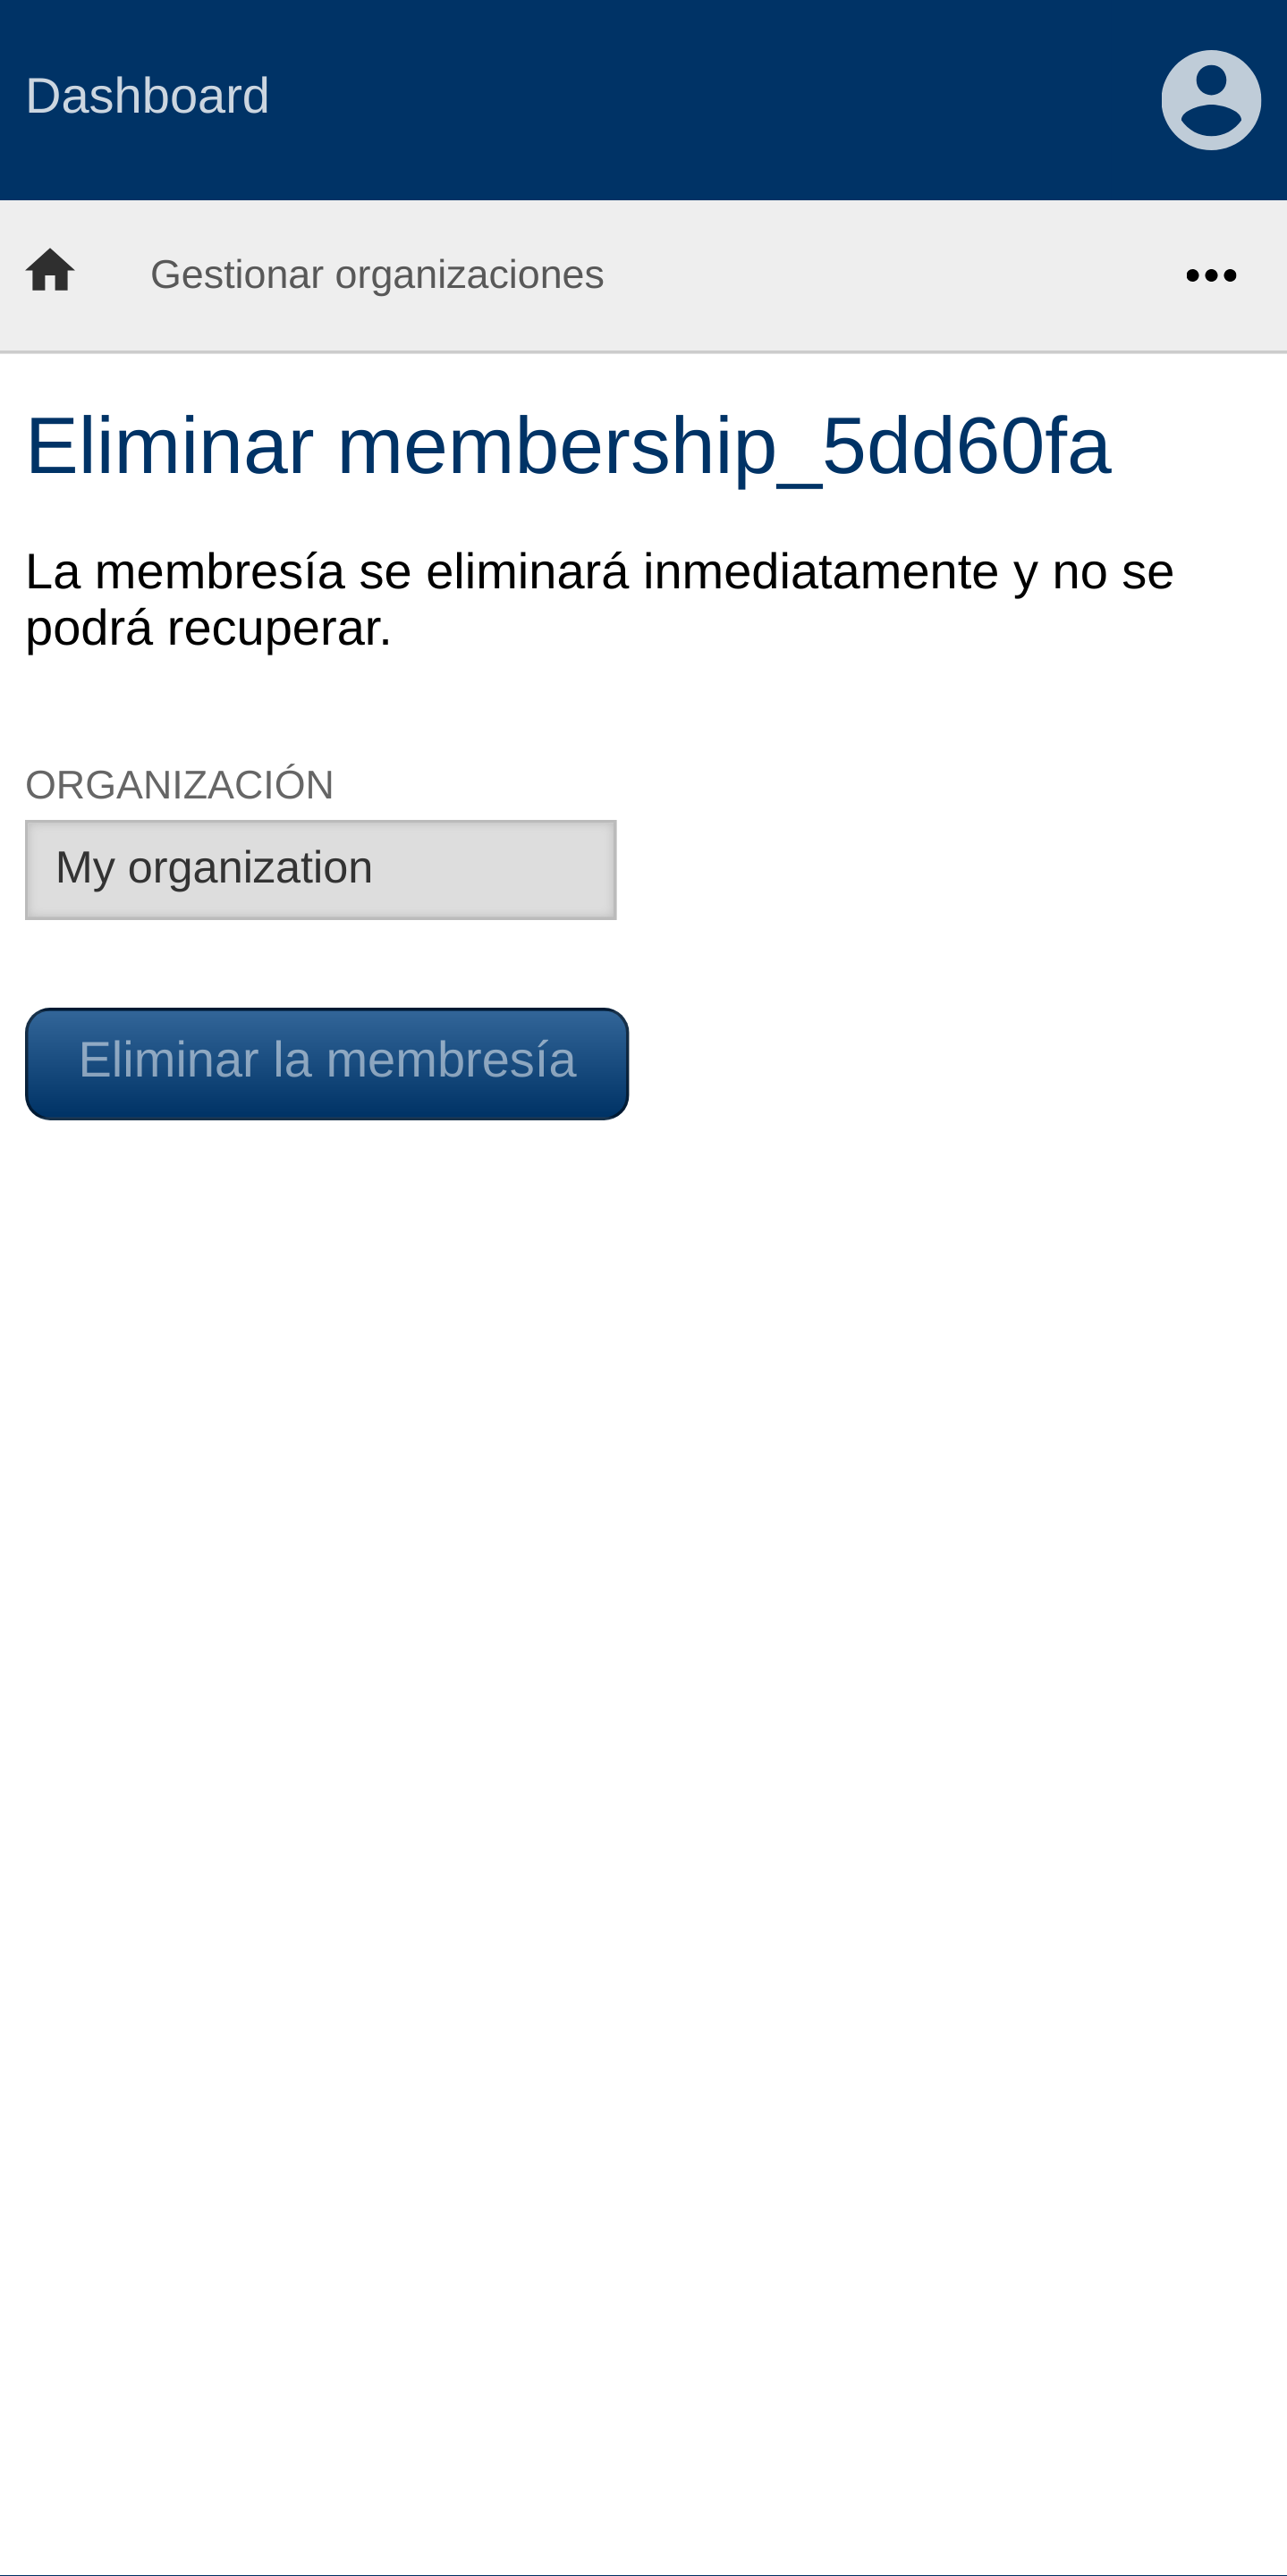 Dashboard
Gestionar organizaciones
Eliminar membership_5dd60fa
La membresía se eliminará inmediatamente y no se
podrá recuperar.
ORGANIZACIÓN
My organization
Eliminar la membresía